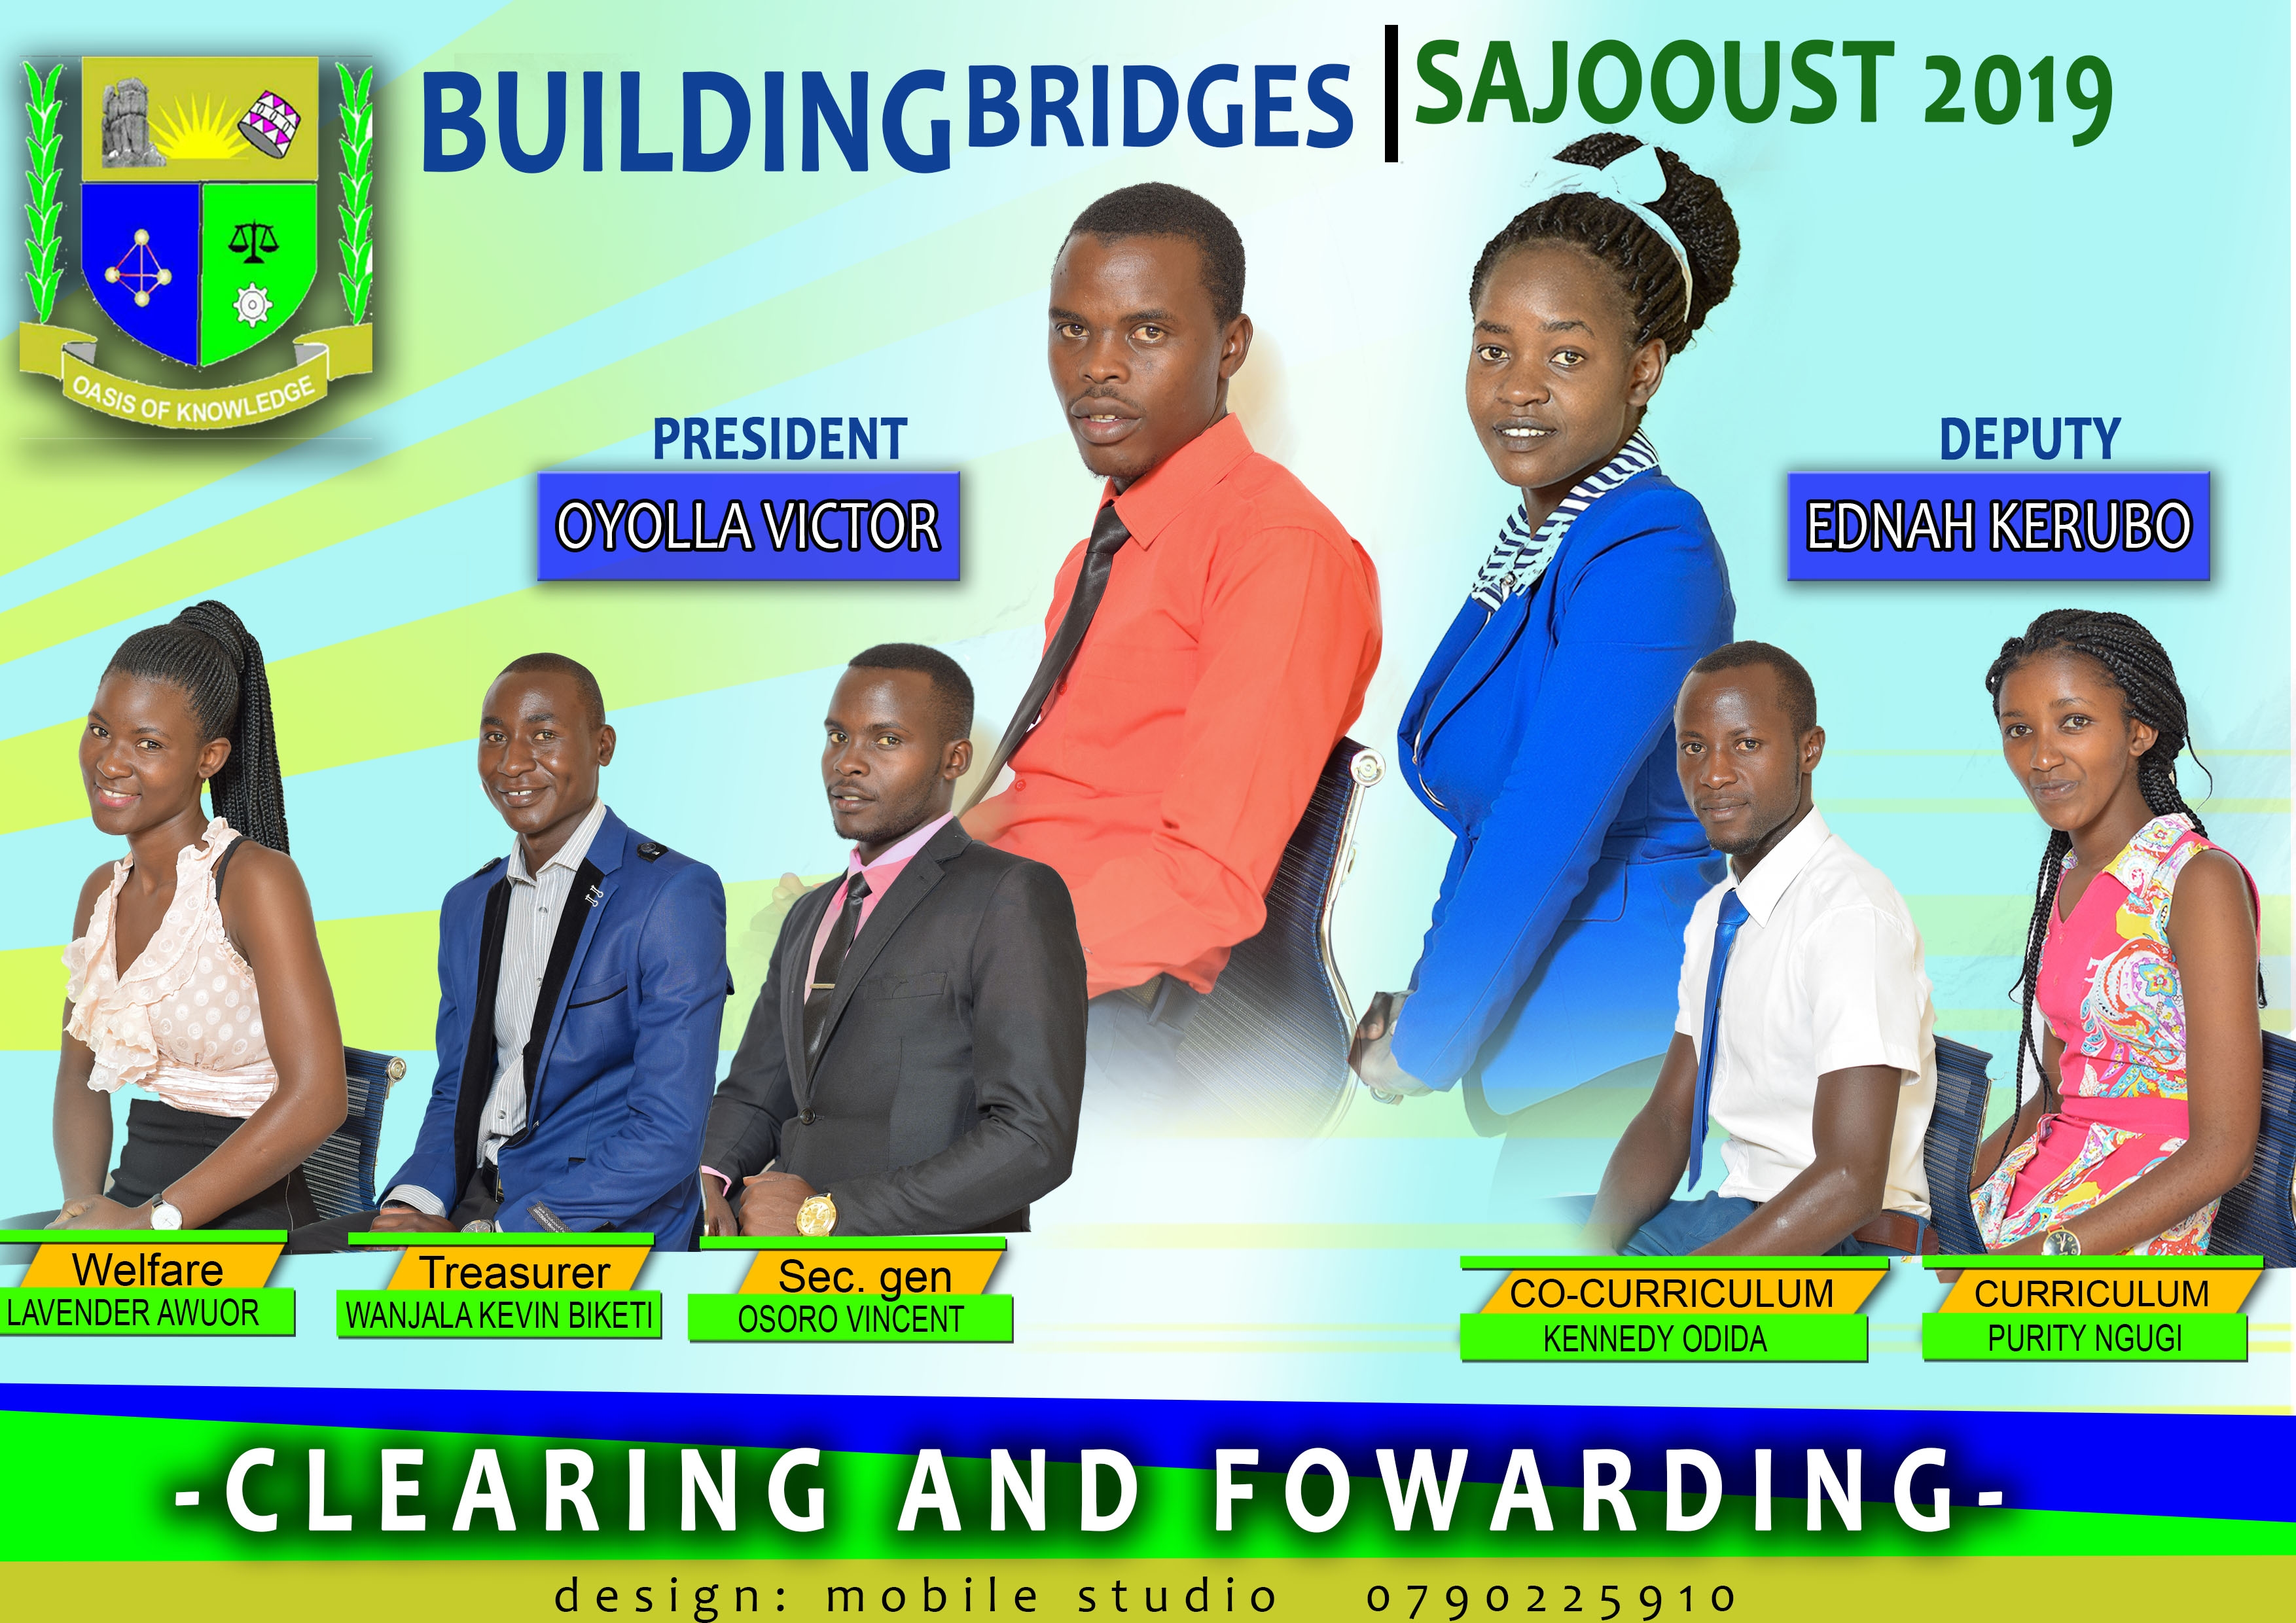 BUILDING BRIDGES | SAJOOUST 2019
OASIS OF KNOWLEDGE
PRESIDENT
OYOLLA VICTOR
DEPUTY
EDNAH KERUBO
Welfare
LAVENDER AWUOR
Treasurer
WANJALA KEVIN BIKETI
Sec. gen
OSORO VINCENT
CO-CURRICULUM
KENNEDY ODIDA
CURRICULUM
PURITY NGUGI
-CLEARING AND FOWARDING-
design: mobile studio 0790225910